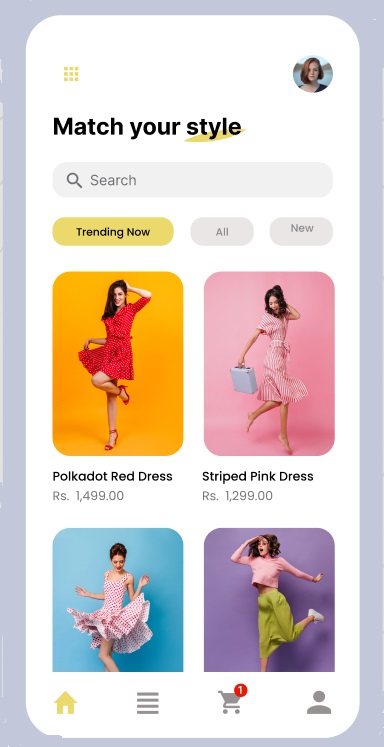 Match your style
Search
Trending Now
All
New
Polkadot Red Dress
Striped Pink Dress
Rs. 1,499.00
Rs. 1,299.00
1